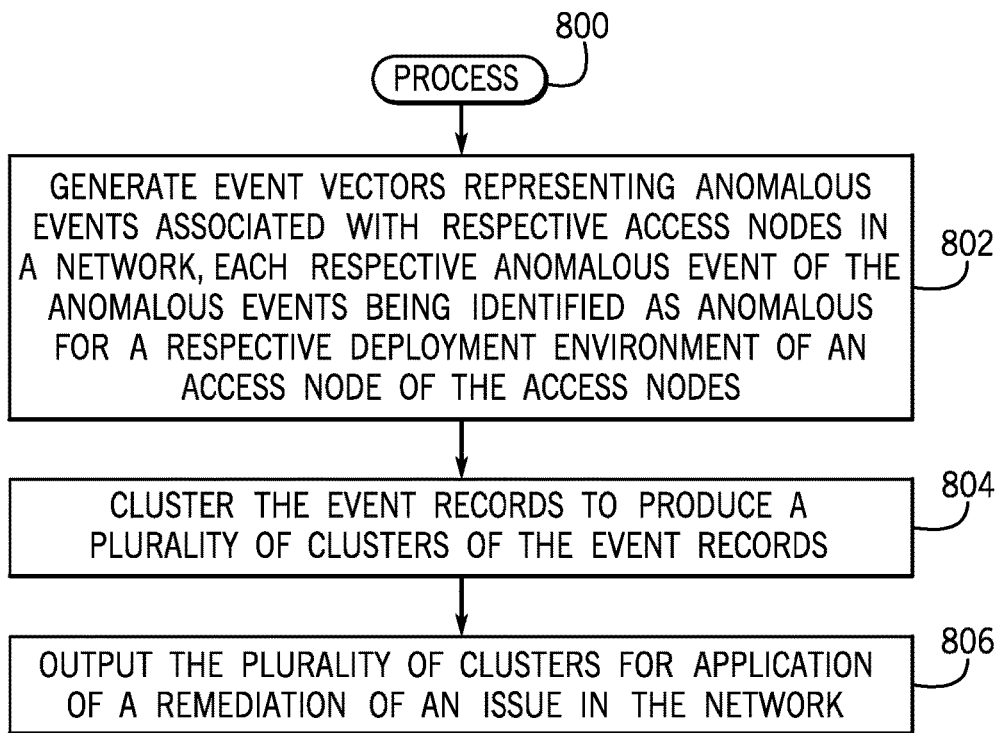 800
PROCESS
GENERATE EVENT VECTORS REPRESENTING ANOMALOUS
EVENTS ASSOCIATED WITH RESPECTIVE ACCESS NODES IN
A NETWORK, EACH RESPECTIVE ANOMALOUS EVENT OF THE
ANOMALOUS EVENTS BEING IDENTIFIED AS ANOMALOUS
FOR A RESPECTIVE DEPLOYMENT ENVIRONMENT OF AN
ACCESS NODE OF THE ACCESS NODES
802
CLUSTER THE EVENT RECORDS TO PRODUCE A
PLURALITY OF CLUSTERS OF THE EVENT RECORDS
804
OUTPUT THE PLURALITY OF CLUSTERS FOR APPLICATION
OF A REMEDIATION OF AN ISSUE IN THE NETWORK
806